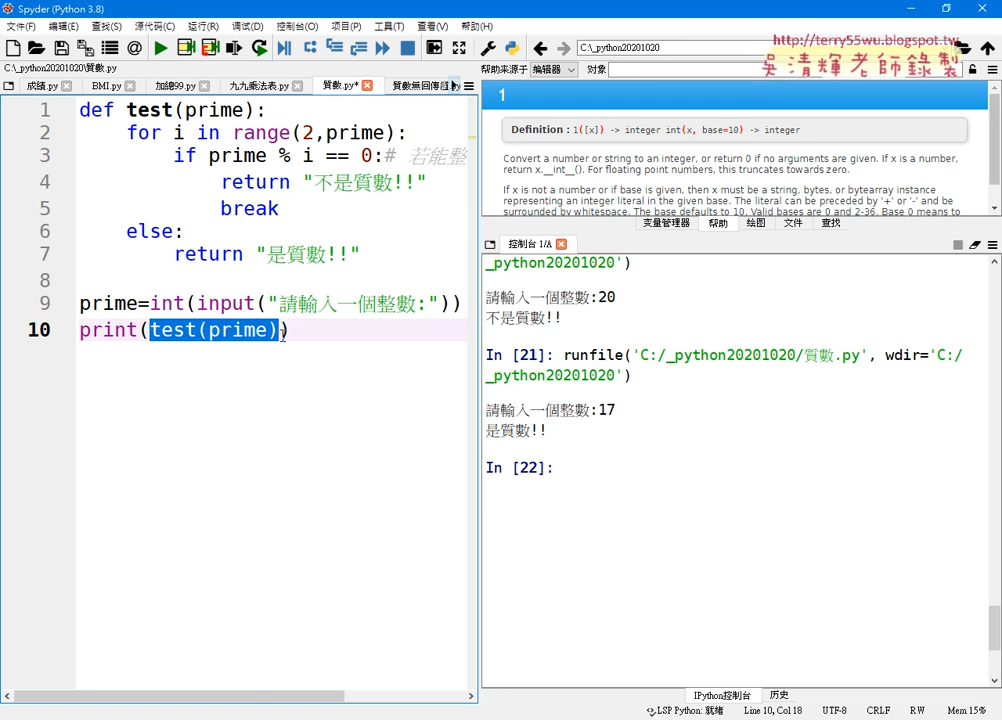 Spyder (Python 3.8)
文件(F) 编辑(E) 查找(S) 源代码(C) 运行(R) 调试(D) 控制台(O) 项目(P) 工具(T) 查看(V) 帮助(H)
C:\_python20201020
http://terry55wu.blogspot.tw
吳清輝老師錄製
C:\_python20201020\質數.py
帮助来源于 编辑器 对象
成績.py BMI.py 加總99.py 九九乘法表.py 質數.py*
1 def test(prime):
2 for i in range(2,prime):
3 if prime % i == 0:# 若能整
4 return "不是質數!!"
5 break
6 else:
7 return "是質數!!"
8
9 prime=int(input("請輸入一個整數:"))
10 print(test(prime))
1
Definition : 1([x]) -> integer int(x, base=10) -> integer
Convert a number or string to an integer, or return 0 if no arguments are given. If x is a number,
return x.__int__(). For floating point numbers, this truncates towards zero.
If x is not a number or if base is given, then x must be a string, bytes, or bytearray instance
representing an integer literal in the given base. The literal can be preceded by '+' or '-' and be
surrounded by whitespace. The base defaults to 10. Valid bases are 0 and 2-36. Base 0 means to
变量管理器 帮助 绘图 文件 查找
控制台 1/A
_python20201020')
請輸入一個整數:20
不是質數!!
In [21]: runfile('C:/_python20201020/質數.py', wdir='C:/
_python20201020')
請輸入一個整數:17
是質數!!
In [22]:
IPython控制台 历史
LSP Python: 就绪 Line 10, Col 18 UTF-8 CRLF RW Mem 15%